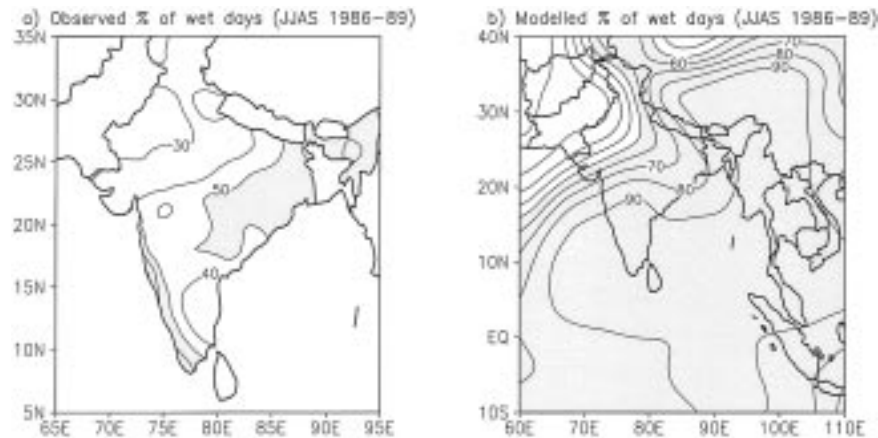 a) Observed % of wet days (JJAS 1986-89)
35N
30N
25N
20N
15N
10N
5N
30
50
40
65E 70E 75E 80E 85E 90E 95E
b) Modelled % of wet days (JJAS 1986-89)
40N
30N
20N
10N
EQ
10S
70
60
80
90
70
80
90
60E 70E 80E 90E 100E 110E